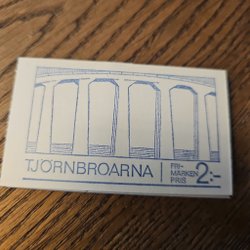 TJÖRNBROARNA
FRI-
MÄRKEN
PRIS 2:-